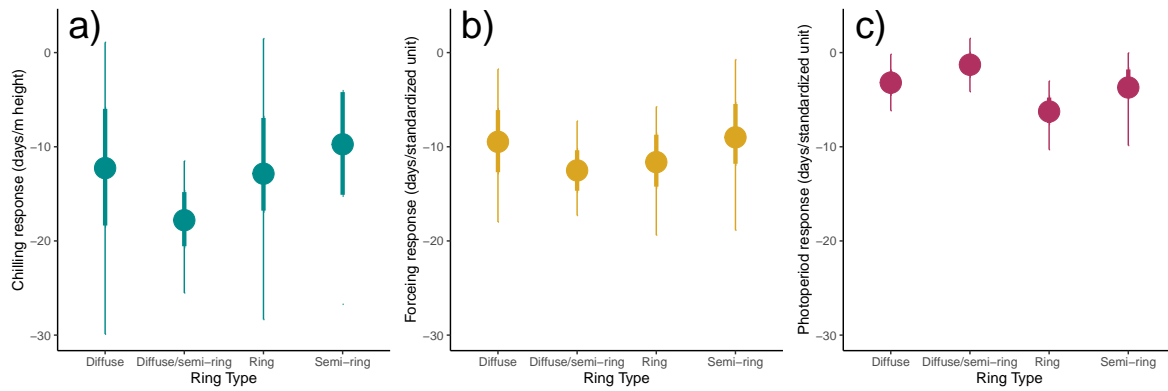 a)
Chilling response (days/m height)
0
−10
−20
−30
Diffuse Diffuse/semi−ring Ring Semi−ring
Ring Type
b)
Forceing response (days/standardized unit)
0
−10
−20
−30
Diffuse Diffuse/semi−ring Ring Semi−ring
Ring Type
c)
Photoperiod response (days/standardized unit)
0
−10
−20
−30
Diffuse Diffuse/semi−ring Ring Semi−ring
Ring Type